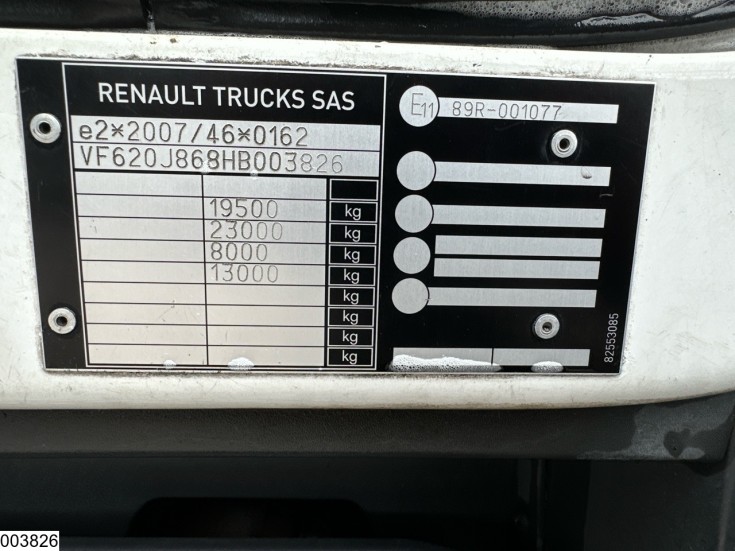 RENAULT TRUCKS SAS
e2*2007/46*0162
VF620J868HB003826
19500 kg
23000 kg
8000 kg
13000 kg
kg
kg
kg
kg
E11 89R-001077
82553085
003826